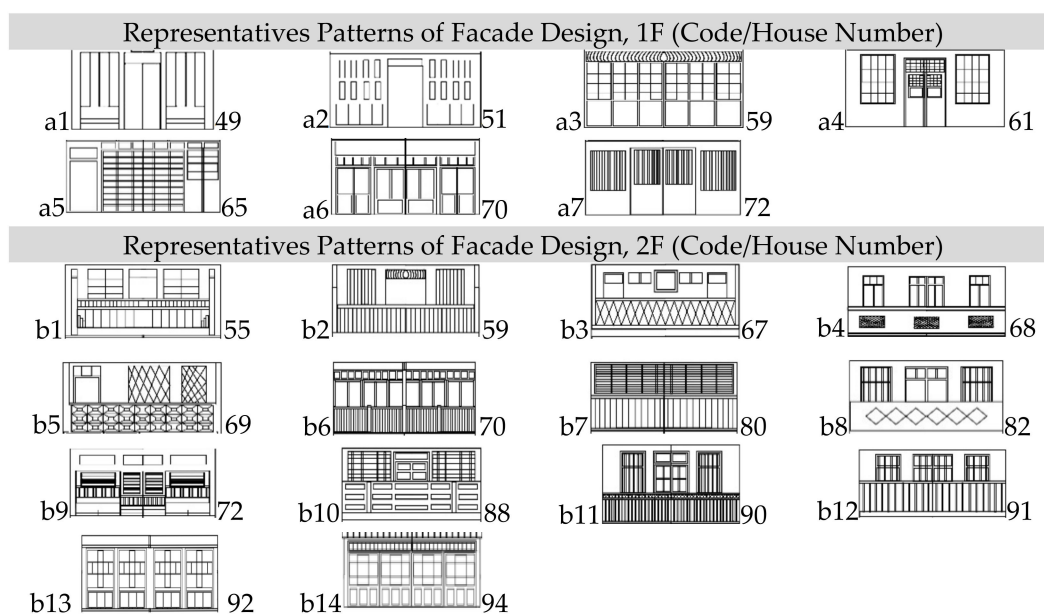 Representatives Patterns of Facade Design, 1F (Code/House Number)
a1 49 a2 51 a3 59 a4 61
a5 65 a6 70 a7 72
Representatives Patterns of Facade Design, 2F (Code/House Number)
b1 55 b2 59 b3 67 b4 68
b5 69 b6 70 b7 80 b8 82
b9 72 b10 88 b11 90 b12 91
b13 92 b14 94